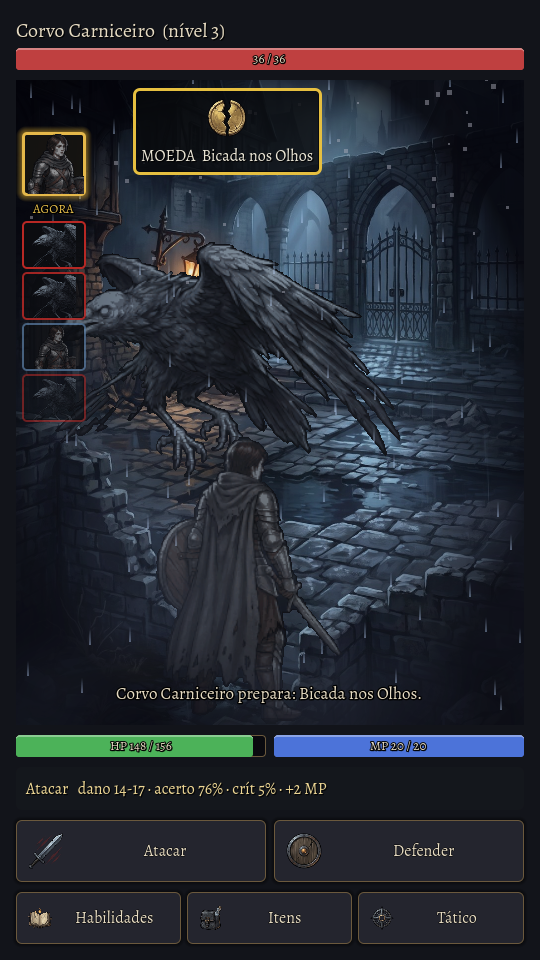 Corvo Carniceiro (nível 3)
36 / 36
MOEDA Bicada nos Olhos
AGORA
Corvo Carniceiro prepara: Bicada nos Olhos.
HP 148 / 156
MP 20 / 20
Atacar dano 14-17 · acerto 76% · crít 5% · +2 MP
Atacar
Defender
Habilidades
Itens
Tático